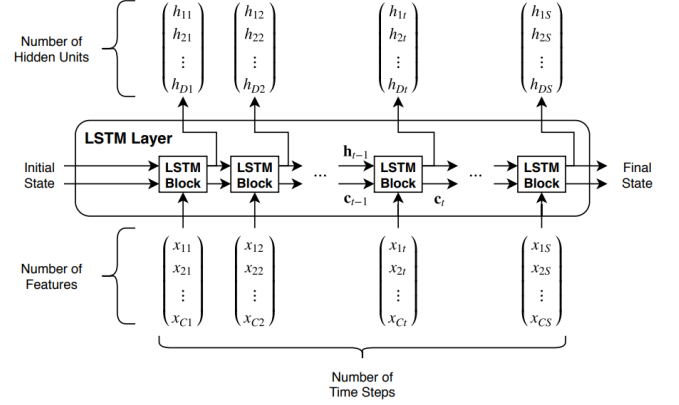 Number of
Hidden Units
h11 h12 h1t h1S
h21 h22 h2t h2S
⋮ ⋮ ⋮ ⋮
hD1 hD2 hDt hDS
LSTM Layer
Initial
State
LSTM
Block
LSTM
Block
...
ht−1
ct−1
LSTM
Block
ct
...
LSTM
Block
Final
State
Number of
Features
x11 x12 x1t x1S
x21 x22 x2t x2S
⋮ ⋮ ⋮ ⋮
xC1 xC2 xCt xCS
Number of
Time Steps